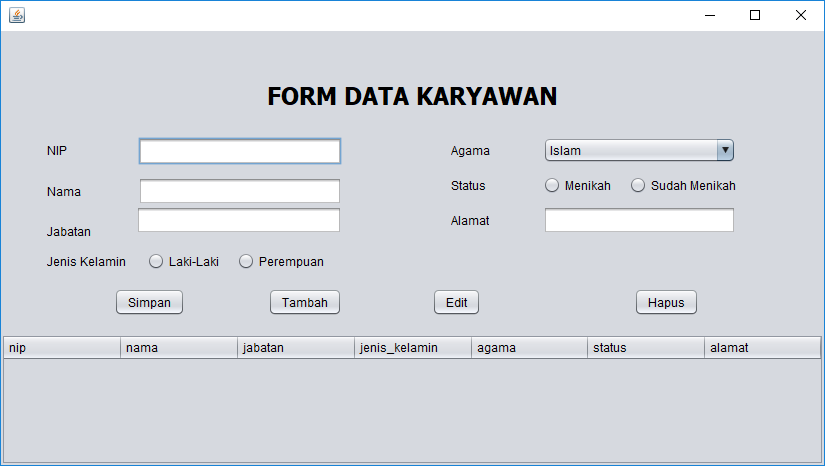 FORM DATA KARYAWAN
NIP
Nama
Jabatan
Jenis Kelamin Laki-Laki Perempuan
Agama Islam
Status Menikah Sudah Menikah
Alamat
Simpan Tambah Edit Hapus
nip nama jabatan jenis_kelamin agama status alamat